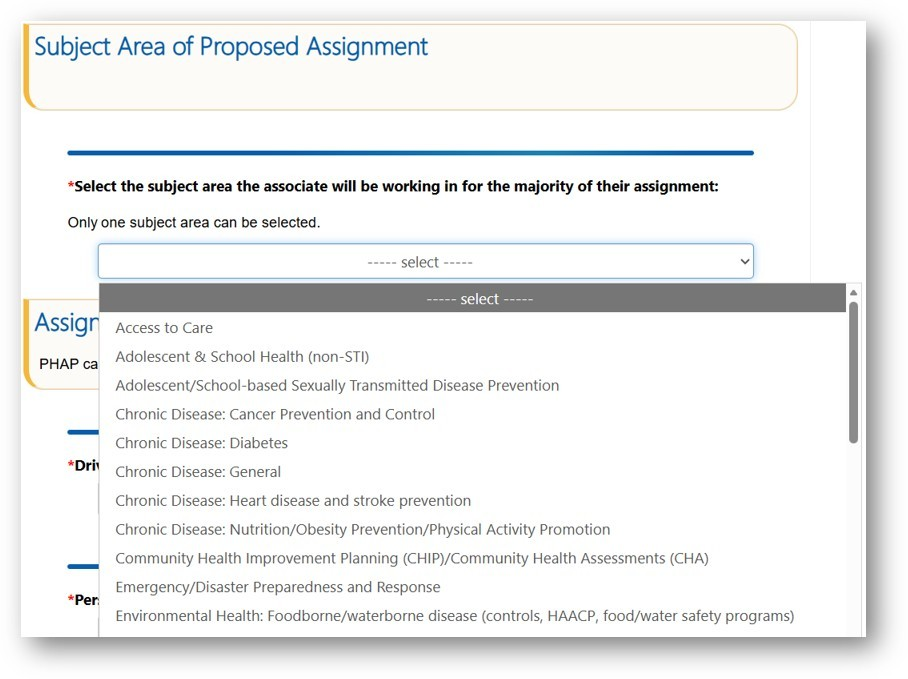 Subject Area of Proposed Assignment
*Select the subject area the associate will be working in for the majority of their assignment:
Only one subject area can be selected.
----- select -----
----- select -----
Access to Care
Adolescent & School Health (non-STI)
Adolescent/School-based Sexually Transmitted Disease Prevention
Chronic Disease: Cancer Prevention and Control
Chronic Disease: Diabetes
Chronic Disease: General
Chronic Disease: Heart disease and stroke prevention
Chronic Disease: Nutrition/Obesity Prevention/Physical Activity Promotion
Community Health Improvement Planning (CHIP)/Community Health Assessments (CHA)
Emergency/Disaster Preparedness and Response
Environmental Health: Foodborne/waterborne disease (controls, HAACP, food/water safety programs)
Assign
PHAP ca
*Driv
*Pers